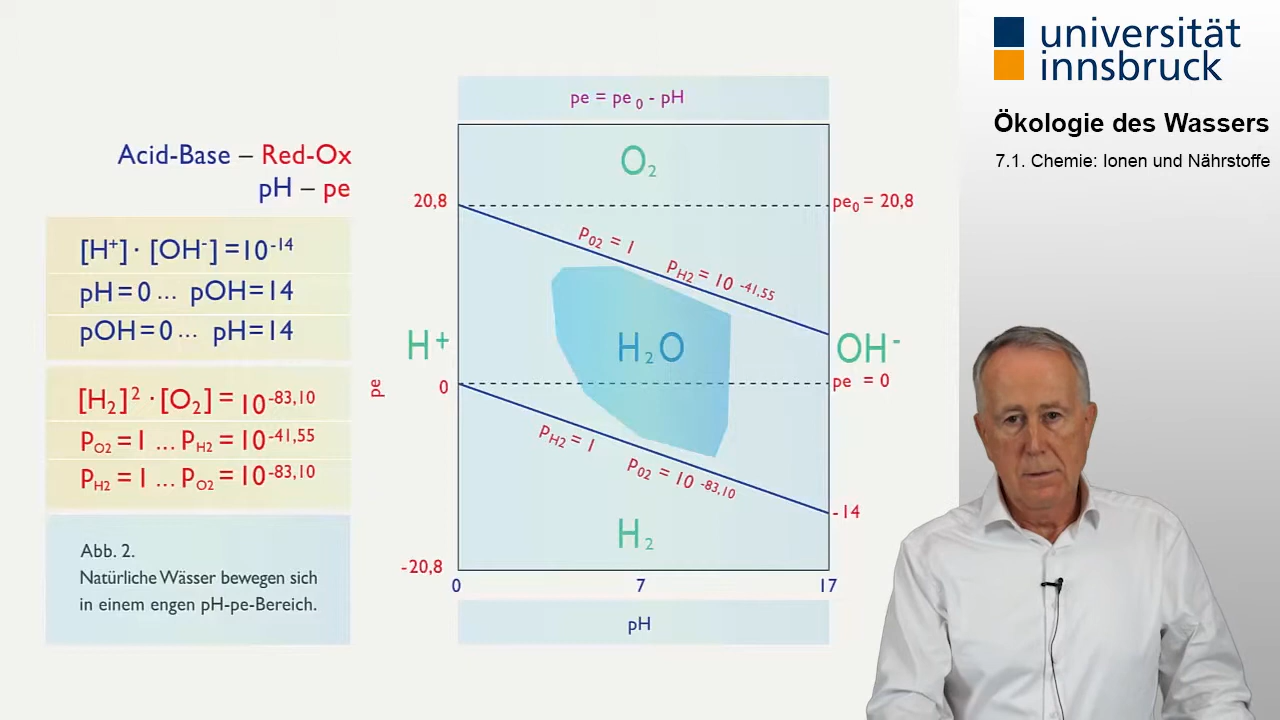 universität
innsbruck
Ökologie des Wassers
7.1. Chemie: Ionen und Nährstoffe
Acid-Base – Red-Ox
pH – pe
[H⁺] · [OH⁻] = 10⁻¹⁴
pH = 0 ... pOH = 14
pOH = 0 ... pH = 14
[H₂]² · [O₂] = 10⁻⁸³,¹⁰
P_O2 = 1 ... P_H2 = 10⁻⁴¹,⁵⁵
P_H2 = 1 ... P_O2 = 10⁻⁸³,¹⁰
Abb. 2.
Natürliche Wässer bewegen sich
in einem engen pH-pe-Bereich.
pe = pe₀ - pH
O₂
20,8
pe₀ = 20,8
P_O2 = 1
P_H2 = 10⁻⁴¹,⁵⁵
H⁺
H₂O
OH⁻
pe
0
pe = 0
P_H2 = 1
P_O2 = 10⁻⁸³,¹⁰
-14
H₂
-20,8
0
7
17
pH